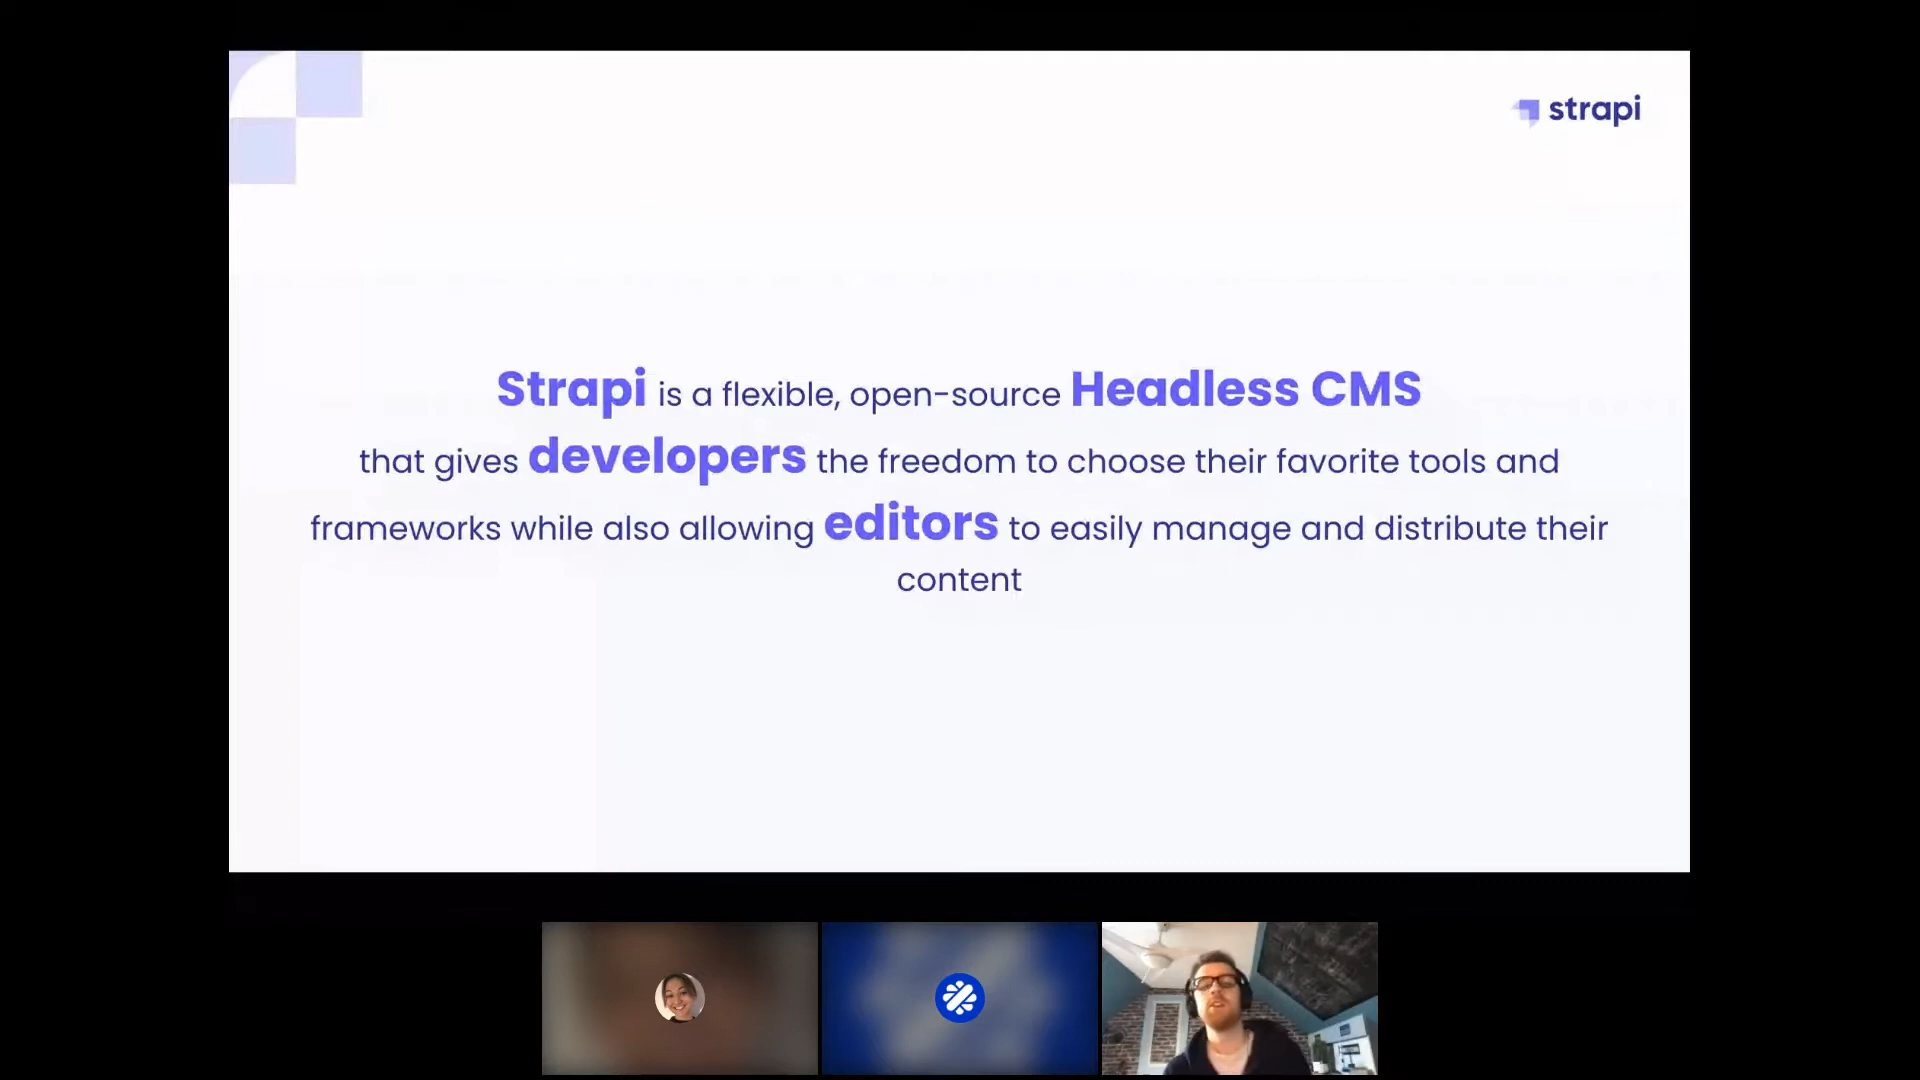 strapi
Strapi is a flexible, open-source Headless CMS
that gives developers the freedom to choose their favorite tools and
frameworks while also allowing editors to easily manage and distribute their
content